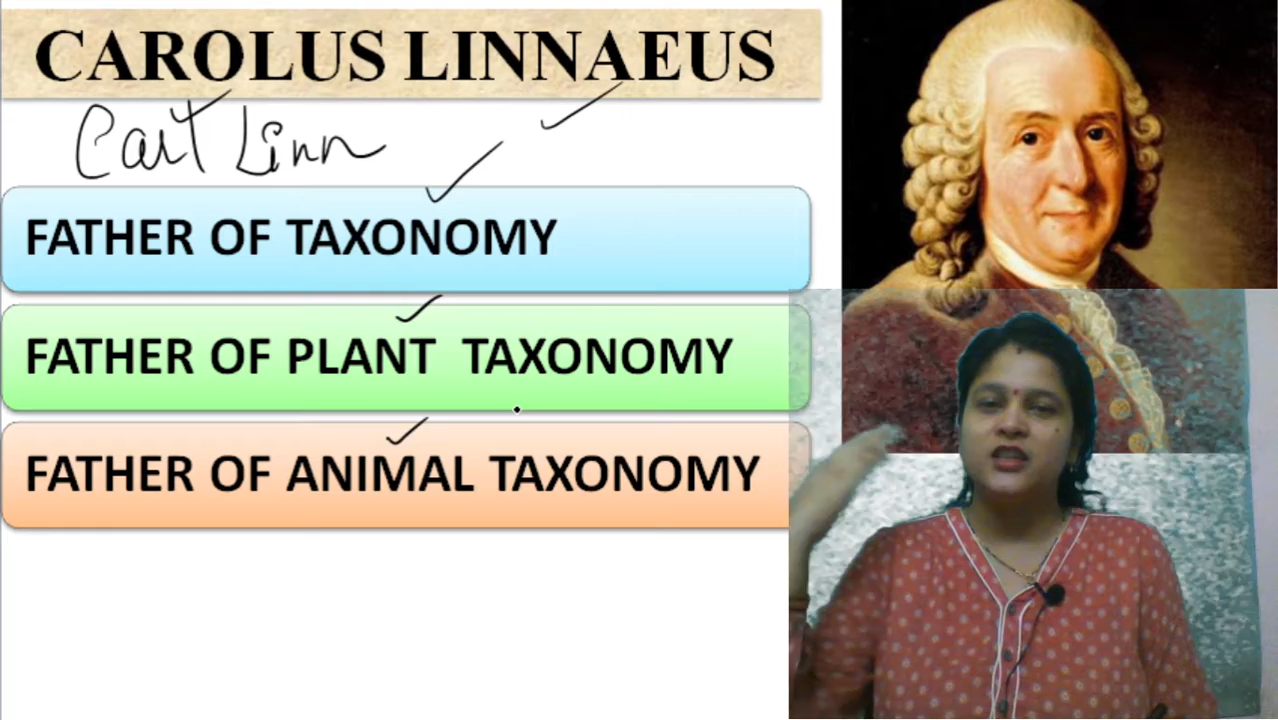 CAROLUS LINNAEUS
Carl Linn
FATHER OF TAXONOMY
FATHER OF PLANT TAXONOMY
FATHER OF ANIMAL TAXONOMY